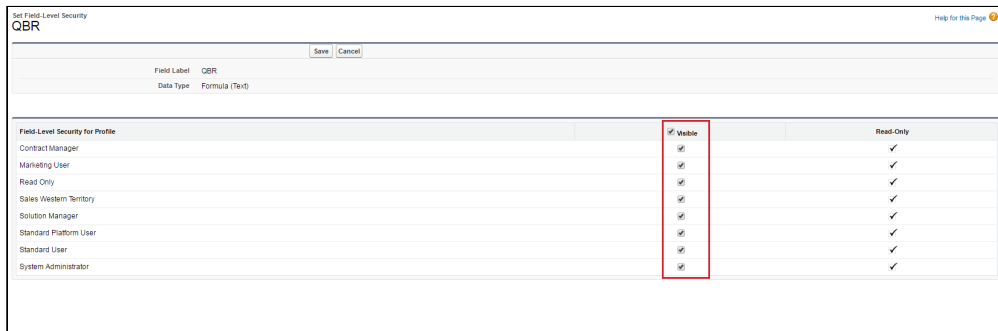 Set Field-Level Security
QBR
Help for this Page
Save Cancel
Field Label QBR
Data Type Formula (Text)
Field-Level Security for Profile Visible Read-Only
Contract Manager
Marketing User
Read Only
Sales Western Territory
Solution Manager
Standard Platform User
Standard User
System Administrator